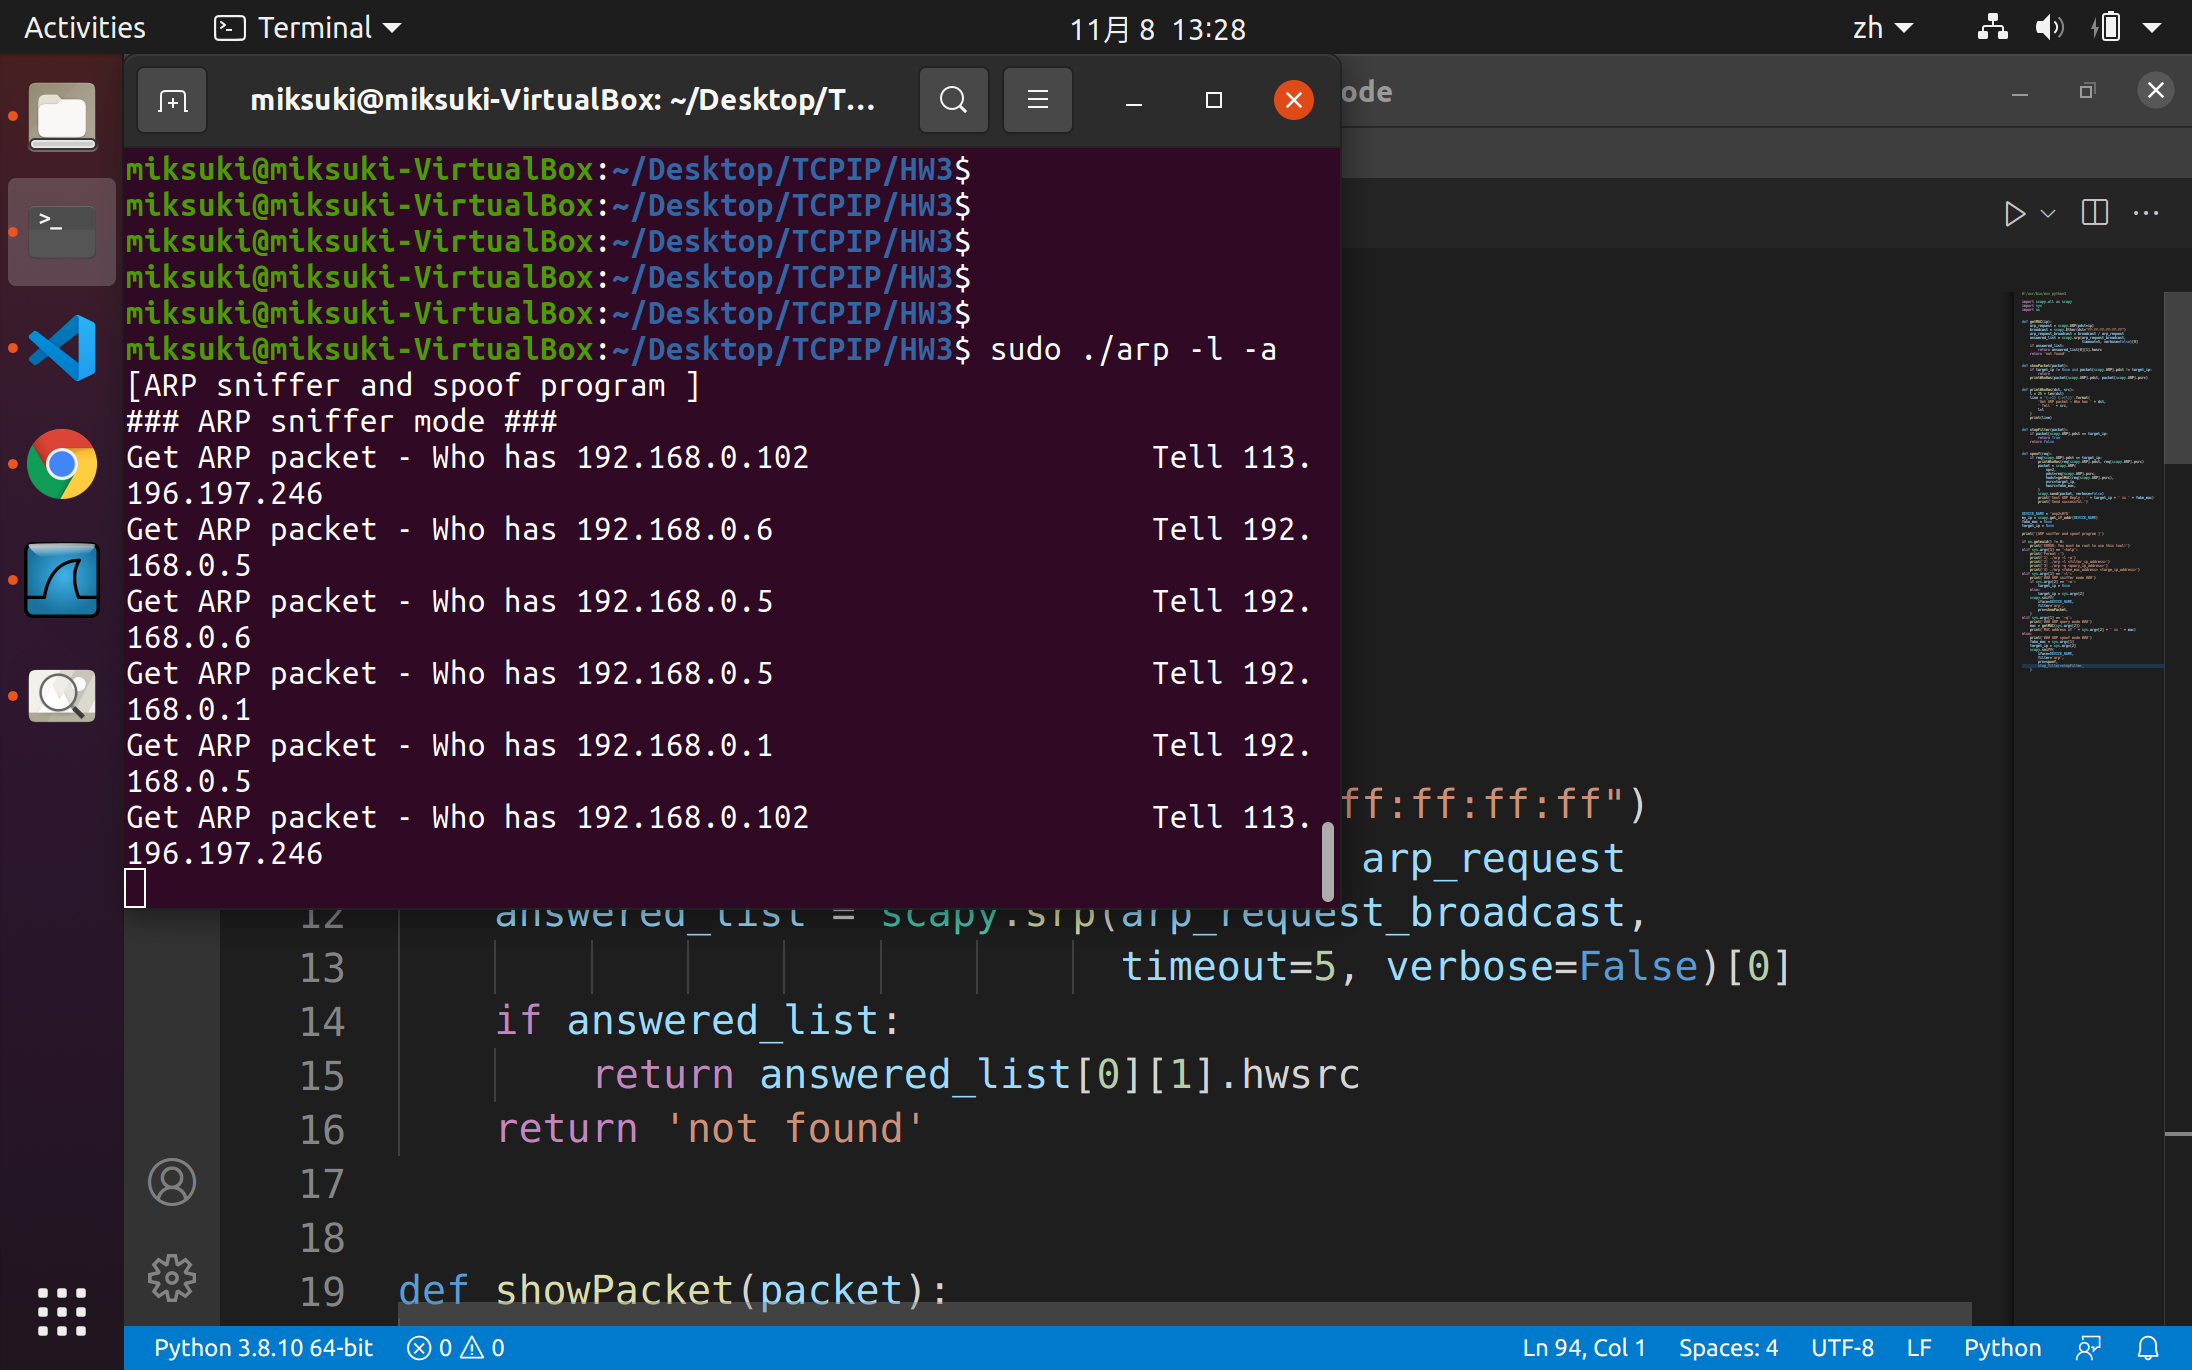 Activities
Terminal
11月 8 13:28
zh
miksuki@miksuki-VirtualBox: ~/Desktop/T...
ode
miksuki@miksuki-VirtualBox:~/Desktop/TCPIP/HW3$
miksuki@miksuki-VirtualBox:~/Desktop/TCPIP/HW3$
miksuki@miksuki-VirtualBox:~/Desktop/TCPIP/HW3$
miksuki@miksuki-VirtualBox:~/Desktop/TCPIP/HW3$
miksuki@miksuki-VirtualBox:~/Desktop/TCPIP/HW3$
miksuki@miksuki-VirtualBox:~/Desktop/TCPIP/HW3$ sudo ./arp -l -a
[ARP sniffer and spoof program ]
### ARP sniffer mode ###
Get ARP packet - Who has 192.168.0.102 Tell 113.
196.197.246
Get ARP packet - Who has 192.168.0.6 Tell 192.
168.0.5
Get ARP packet - Who has 192.168.0.5 Tell 192.
168.0.6
Get ARP packet - Who has 192.168.0.5 Tell 192.
168.0.1
Get ARP packet - Who has 192.168.0.1 Tell 192.
168.0.5
Get ARP packet - Who has 192.168.0.102 Tell 113.
196.197.246
ff:ff:ff:ff")
arp_request
12 answered_list = scapy.srp(arp_request_broadcast,
13 timeout=5, verbose=False)[0]
14 if answered_list:
15 return answered_list[0][1].hwsrc
16 return 'not found'
17
18
19 def showPacket(packet):
Python 3.8.10 64-bit
0
0
Ln 94, Col 1
Spaces: 4
UTF-8
LF
Python